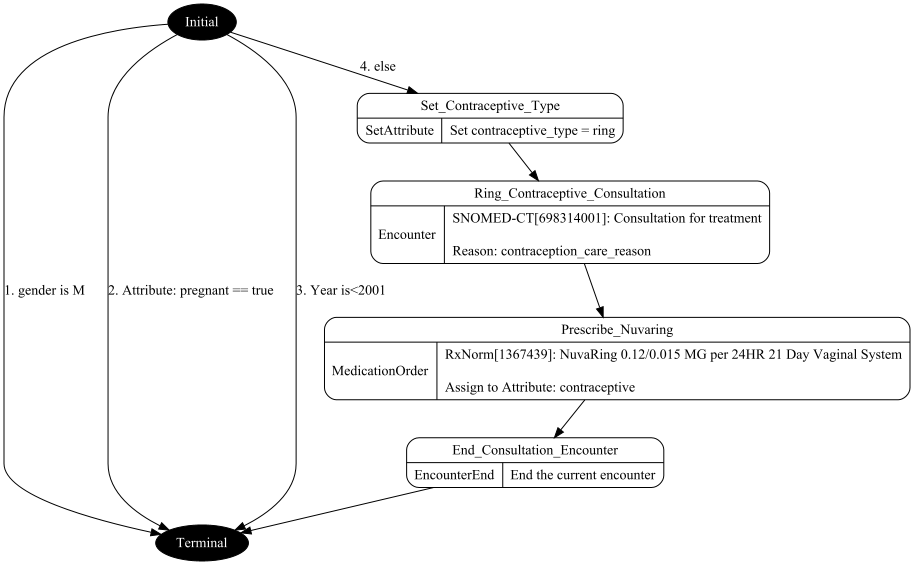 Initial
4. else
Set_Contraceptive_Type
SetAttribute
Set contraceptive_type = ring
Ring_Contraceptive_Consultation
Encounter
SNOMED-CT[698314001]: Consultation for treatment
Reason: contraception_care_reason
1. gender is M
2. Attribute: pregnant == true
3. Year is<2001
Prescribe_Nuvaring
MedicationOrder
RxNorm[1367439]: NuvaRing 0.12/0.015 MG per 24HR 21 Day Vaginal System
Assign to Attribute: contraceptive
End_Consultation_Encounter
EncounterEnd
End the current encounter
Terminal